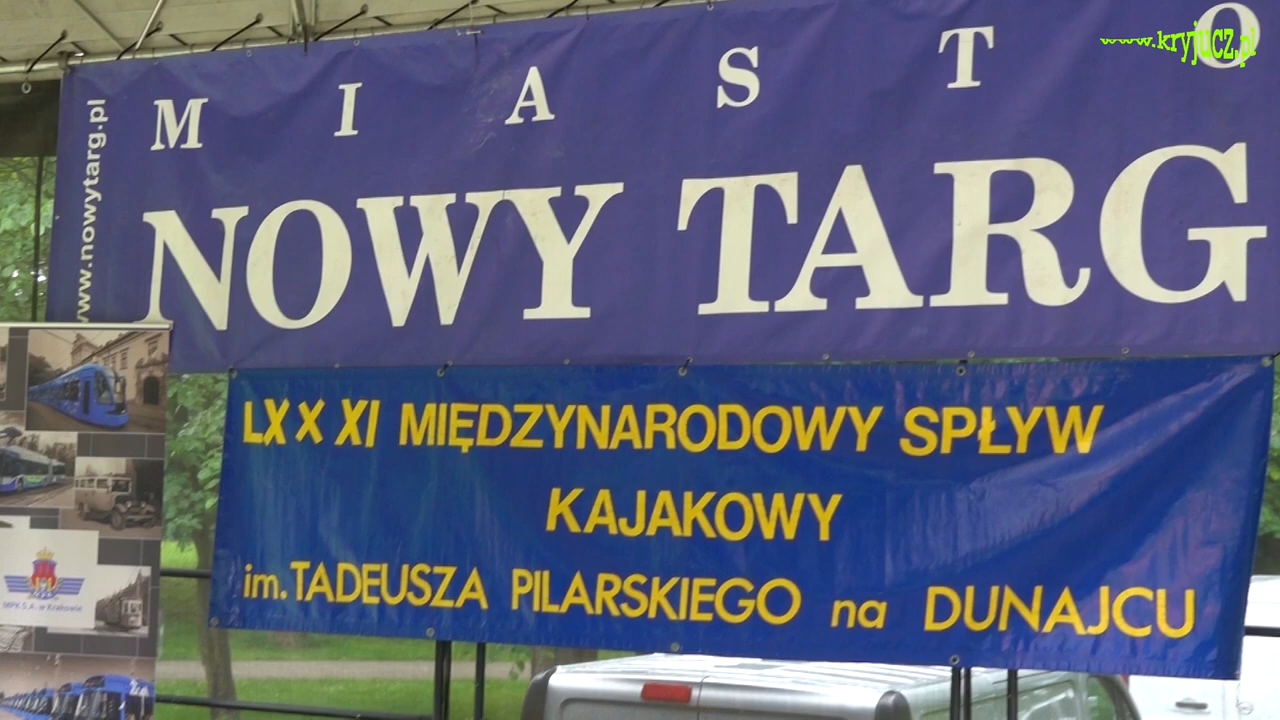 www.kryjucz.pl
M I A S T O
www.nowytarg.pl
NOWY TARG
LXXXI MIĘDZYNARODOWY SPŁYW
KAJAKOWY
im. TADEUSZA PILARSKIEGO na DUNAJCU
MPK S.A. w Krakowie